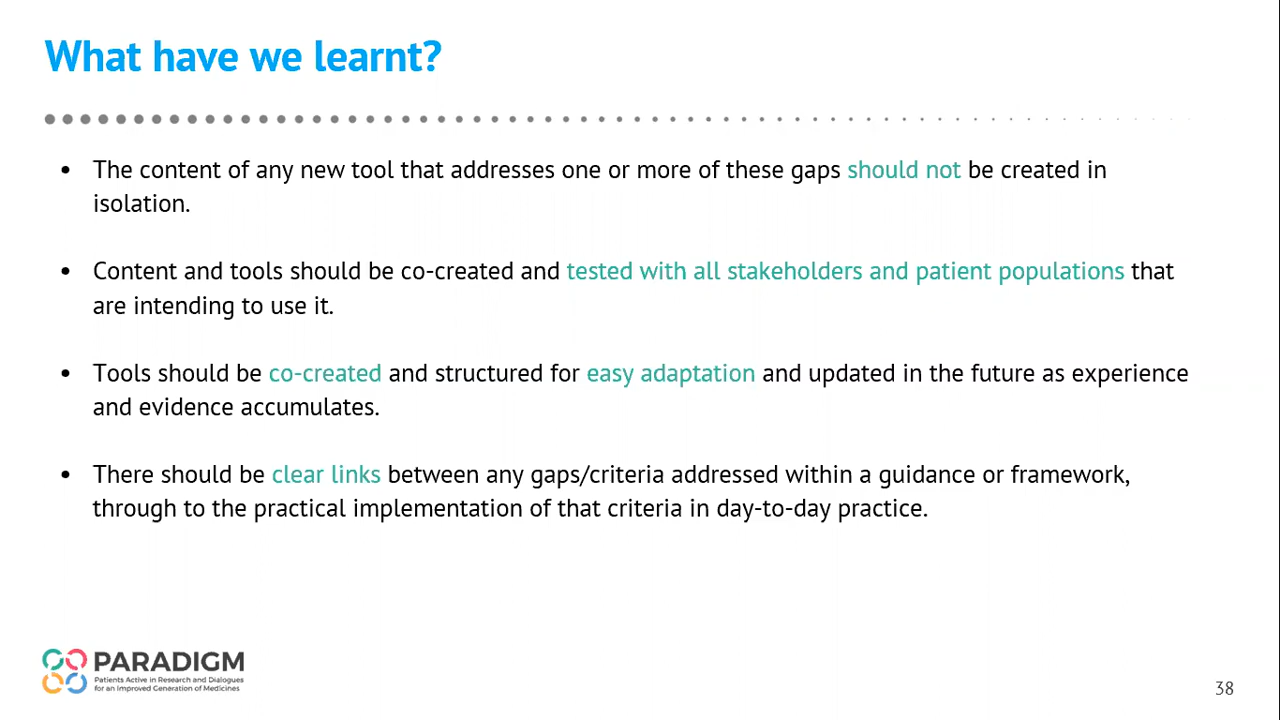 What have we learnt?
• The content of any new tool that addresses one or more of these gaps should not be created in
isolation.
• Content and tools should be co-created and tested with all stakeholders and patient populations that
are intending to use it.
• Tools should be co-created and structured for easy adaptation and updated in the future as experience
and evidence accumulates.
• There should be clear links between any gaps/criteria addressed within a guidance or framework,
through to the practical implementation of that criteria in day-to-day practice.
PARADIGM
Patients Active in Research and Dialogues
for an Improved Generation of Medicines
38